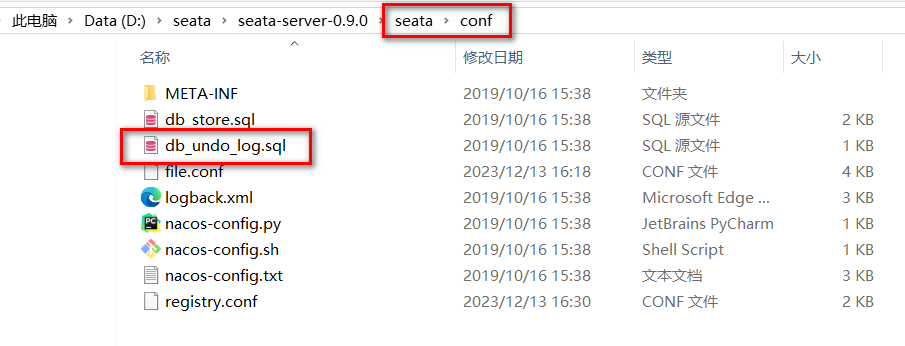 此电脑 › Data (D:) › seata › seata-server-0.9.0 › seata › conf
名称 修改日期 类型 大小
META-INF 2019/10/16 15:38 文件夹
db_store.sql 2019/10/16 15:38 SQL 源文件 2 KB
db_undo_log.sql 2019/10/16 15:38 SQL 源文件 1 KB
file.conf 2023/12/13 16:18 CONF 文件 4 KB
logback.xml 2019/10/16 15:38 Microsoft Edge ... 2 KB
nacos-config.py 2019/10/16 15:38 JetBrains PyCharm 1 KB
nacos-config.sh 2019/10/16 15:38 Shell Script 1 KB
nacos-config.txt 2019/10/16 15:38 文本文档 3 KB
registry.conf 2023/12/13 16:30 CONF 文件 2 KB